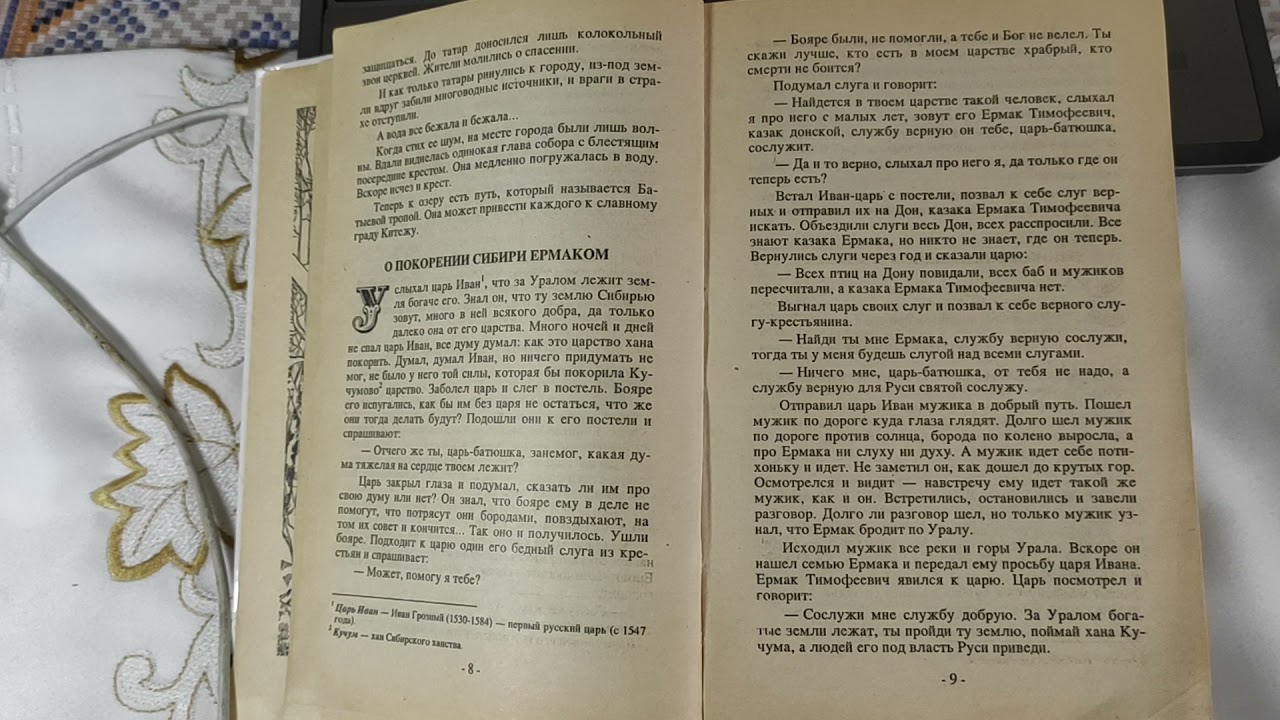 защищаться. До татар доносился лишь колокольный
звон церквей. Жители молились о спасении.
И как только татары ринулись к городу, из-под зем-
ли вдруг забили многоводные источники, и враги в стра-
хе отступили.
А вода все бежала и бежала...
Когда стих ее шум, на месте города были лишь вол-
ны. Вдали виднелась одинокая глава собора с блестящим
посередине крестом. Она медленно погружалась в воду.
Вскоре исчез и крест.
Теперь к озеру есть путь, который называется Ба-
тыевой тропой. Она может привести каждого к славному
граду Китежу.
О ПОКОРЕНИИ СИБИРИ ЕРМАКОМ
Услыхал царь Иван¹, что за Уралом лежит зем-
ля богаче его. Знал он, что ту землю Сибирью
зовут, много в ней всякого добра, да только
далеко она от его царства. Много ночей и дней
не спал царь Иван, все думу думал: как это царство хана
покорить. Думал, думал Иван, но ничего придумать не
мог, не было у него той силы, которая бы покорила Ку-
чумово² царство. Заболел царь и слег в постель. Бояре
его испугались, как бы им без царя не остаться, что же
они тогда делать будут? Подошли они к его постели и
спрашивают:
— Отчего же ты, царь-батюшка, занемог, какая ду-
ма тяжелая на сердце твоем лежит?
Царь закрыл глаза и подумал, сказать ли им про
свою думу или нет? Он знал, что бояре ему в деле не
помогут, что потрясут они бородами, повздыхают, на
том их совет и кончится... Так оно и получилось. Ушли
бояре. Подходит к царю один его бедный слуга из кре-
стьян и спрашивает:
— Может, помогу я тебе?
¹ Царь Иван — Иван Грозный (1530-1584) — первый русский царь (с 1547
года).
² Кучум — хан Сибирского ханства.
- 8 -
— Бояре были, не помогли, а тебе и Бог не велел. Ты
скажи лучше, кто есть в моем царстве храбрый, кто
смерти не боится?
Подумал слуга и говорит:
— Найдется в твоем царстве такой человек, слыхал
я про него с малых лет, зовут его Ермак Тимофеевич,
казак донской, службу верную он тебе, царь-батюшка,
сослужит.
— Да и то верно, слыхал про него я, да только где он
теперь есть?
Встал Иван-царь с постели, позвал к себе слуг вер-
ных и отправил их на Дон, казака Ермака Тимофеевича
искать. Объездили слуги весь Дон, всех расспросили. Все
знают казака Ермака, но никто не знает, где он теперь.
Вернулись слуги через год и сказали царю:
— Всех птиц на Дону повидали, всех баб и мужиков
пересчитали, а казака Ермака Тимофеевича нет.
Выгнал царь своих слуг и позвал к себе верного слу-
гу-крестьянина.
— Найди ты мне Ермака, службу верную сослужи,
тогда ты у меня будешь слугой над всеми слугами.
— Ничего мне, царь-батюшка, от тебя не надо, а
службу верную для Руси святой сослужу.
Отправил царь Иван мужика в добрый путь. Пошел
мужик по дороге куда глаза глядят. Долго шел мужик
по дороге против солнца, борода по колено выросла, а
про Ермака ни слуху ни духу. А мужик идет себе поти-
хоньку и идет. Не заметил он, как дошел до крутых гор.
Осмотрелся и видит — навстречу ему идет такой же
мужик, как и он. Встретились, остановились и завели
разговор. Долго ли разговор шел, но только мужик уз-
нал, что Ермак бродит по Уралу.
Исходил мужик все реки и горы Урала. Вскоре он
нашел семью Ермака и передал ему просьбу царя Ивана.
Ермак Тимофеевич явился к царю. Царь посмотрел и
говорит:
— Сослужи мне службу добрую. За Уралом бога-
тые земли лежат, ты пройди ту землю, поймай хана Ку-
чума, а людей его под власть Руси приведи.
- 9 -